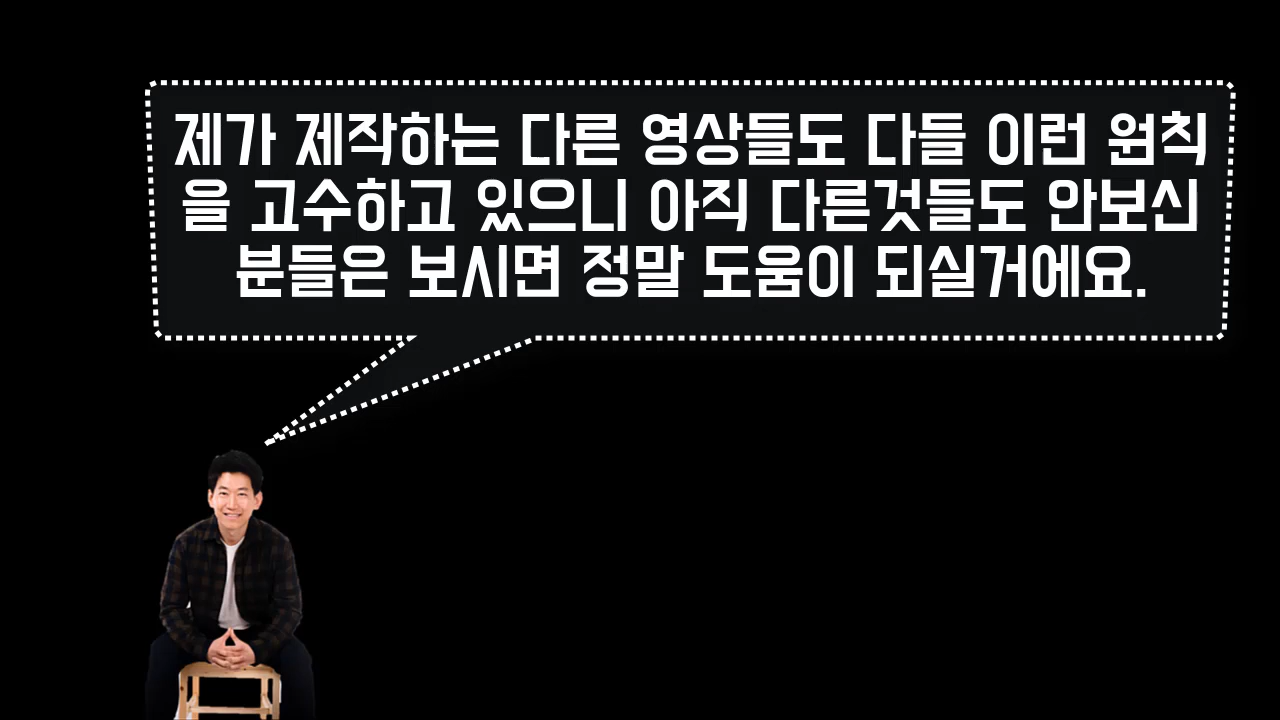 제가 제작하는 다른 영상들도 다들 이런 원칙
을 고수하고 있으니 아직 다른것들도 안보신
분들은 보시면 정말 도움이 되실거에요.